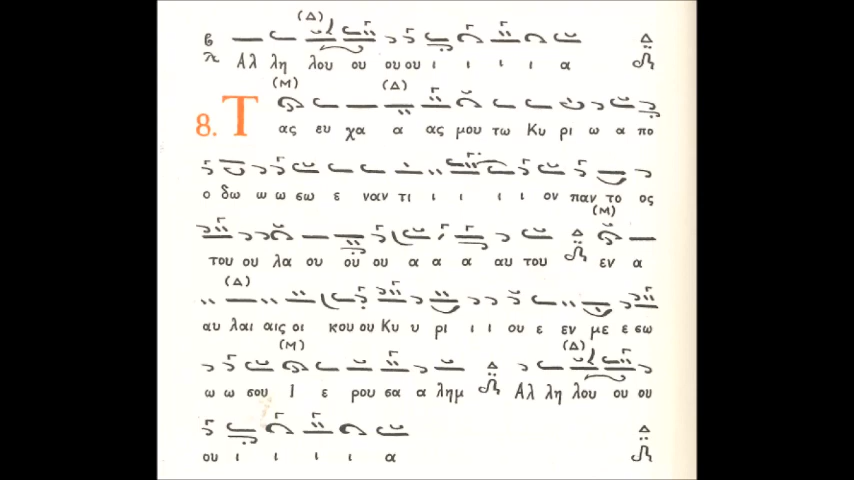 (Δ)
β
π Αλ λη λου ου ου ου ι ι ι ι α Δ
(Μ) (Δ)
8. Τ ας ευ χα α ας μου τω Κυ ρι ω α πο
ο δω ω ω σω ε ναν τι ι ι ι ι ον παν το ος
(Μ)
του ου λα ου ου ου α α α αυ του Δ εν α
(Δ)
αυ λαι αις οι κου ου Κυ υ ρι ι ι ου ε εν με ε σω
(Μ) (Δ)
ω ω σου Ι ε ρου σα α λημ Δ Αλ λη λου ου ου
ου ι ι ι ι α Δ